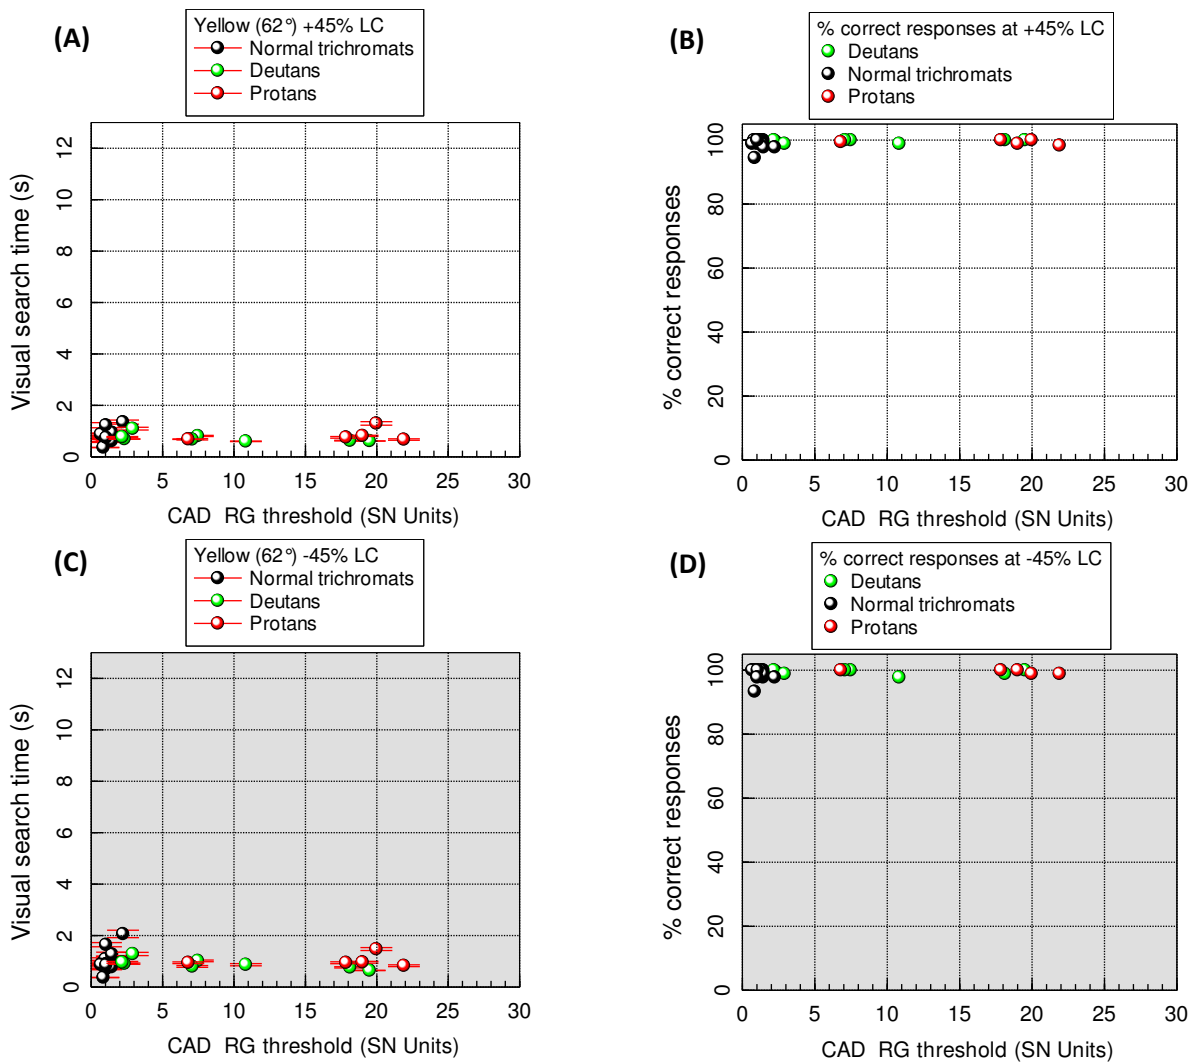 (A)
Yellow (62°) +45% LC
Normal trichromats
Deutans
Protans
Visual search time (s)
12
10
8
6
4
2
0
0 5 10 15 20 25 30
CAD RG threshold (SN Units)
(B)
% correct responses at +45% LC
Deutans
Normal trichromats
Protans
% correct responses
100
80
60
40
20
0
0 5 10 15 20 25 30
CAD RG threshold (SN Units)
(C)
Yellow (62°) -45% LC
Normal trichromats
Deutans
Protans
Visual search time (s)
12
10
8
6
4
2
0
0 5 10 15 20 25 30
CAD RG threshold (SN Units)
(D)
% correct responses at -45% LC
Deutans
Normal trichromats
Protans
% correct responses
100
80
60
40
20
0
0 5 10 15 20 25 30
CAD RG threshold (SN Units)